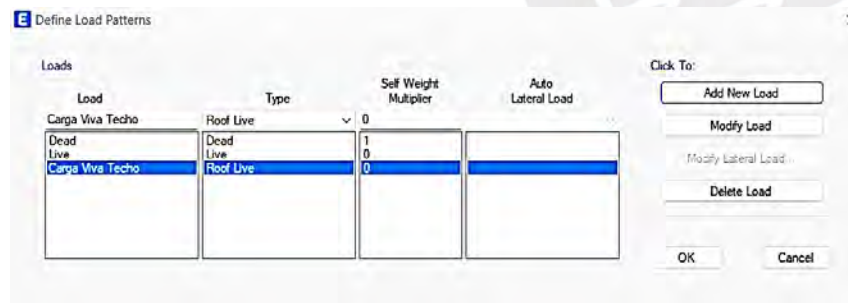 E Define Load Patterns
Loads
Click To:
Load Type Self Weight Multiplier Auto Lateral Load
Carga Viva Techo Roof Live 0
Dead Dead 1
Live Live 0
Carga Viva Techo Roof Live 0
Add New Load
Modify Load
Modify Lateral Load...
Delete Load
OK Cancel